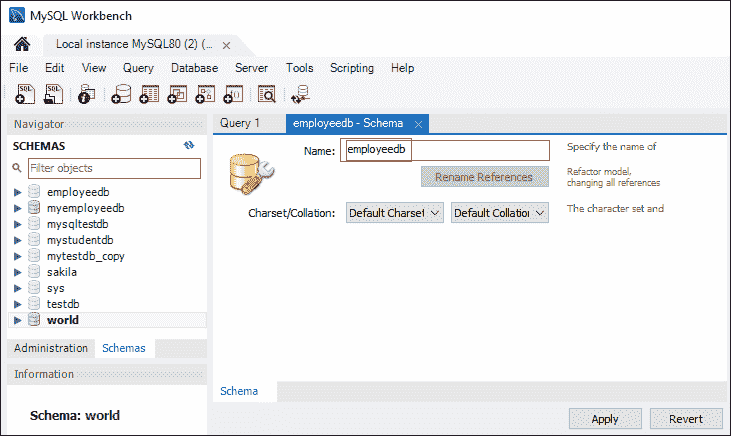 MySQL Workbench
Local instance MySQL80 (2) (... ×
File Edit View Query Database Server Tools Scripting Help
SQL SQL
Navigator
SCHEMAS
Filter objects
employeedb
myemployeedb
mysqltestdb
mystudentdb
mytestdb_copy
sakila
sys
testdb
world
Administration Schemas
Information
Schema: world
Query 1 employeedb - Schema ×
Name: employeedb Specify the name of
Rename References Refactor model,
changing all references
Charset/Collation: Default Charset Default Collation The character set and
Schema
Apply Revert